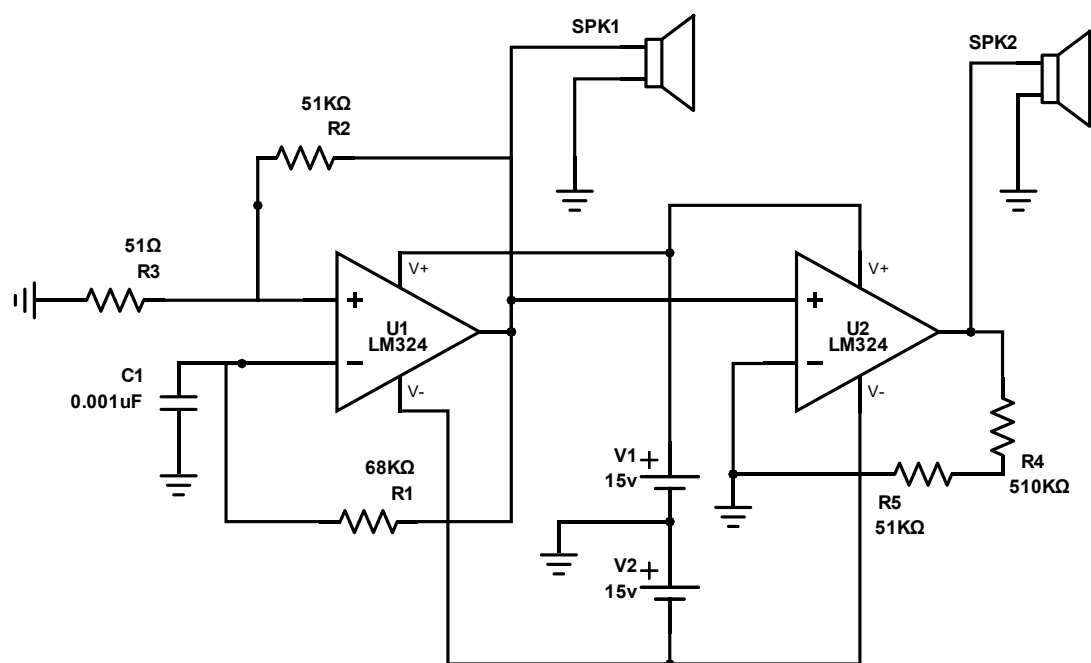 SPK1
SPK2
51KΩ
R2
51Ω
R3
V+
V+
+
+
U1
LM324
U2
LM324
−
−
C1
0.001uF
V-
V-
68KΩ
R1
V1
+
15v
R4
510KΩ
R5
51KΩ
V2
+
15v